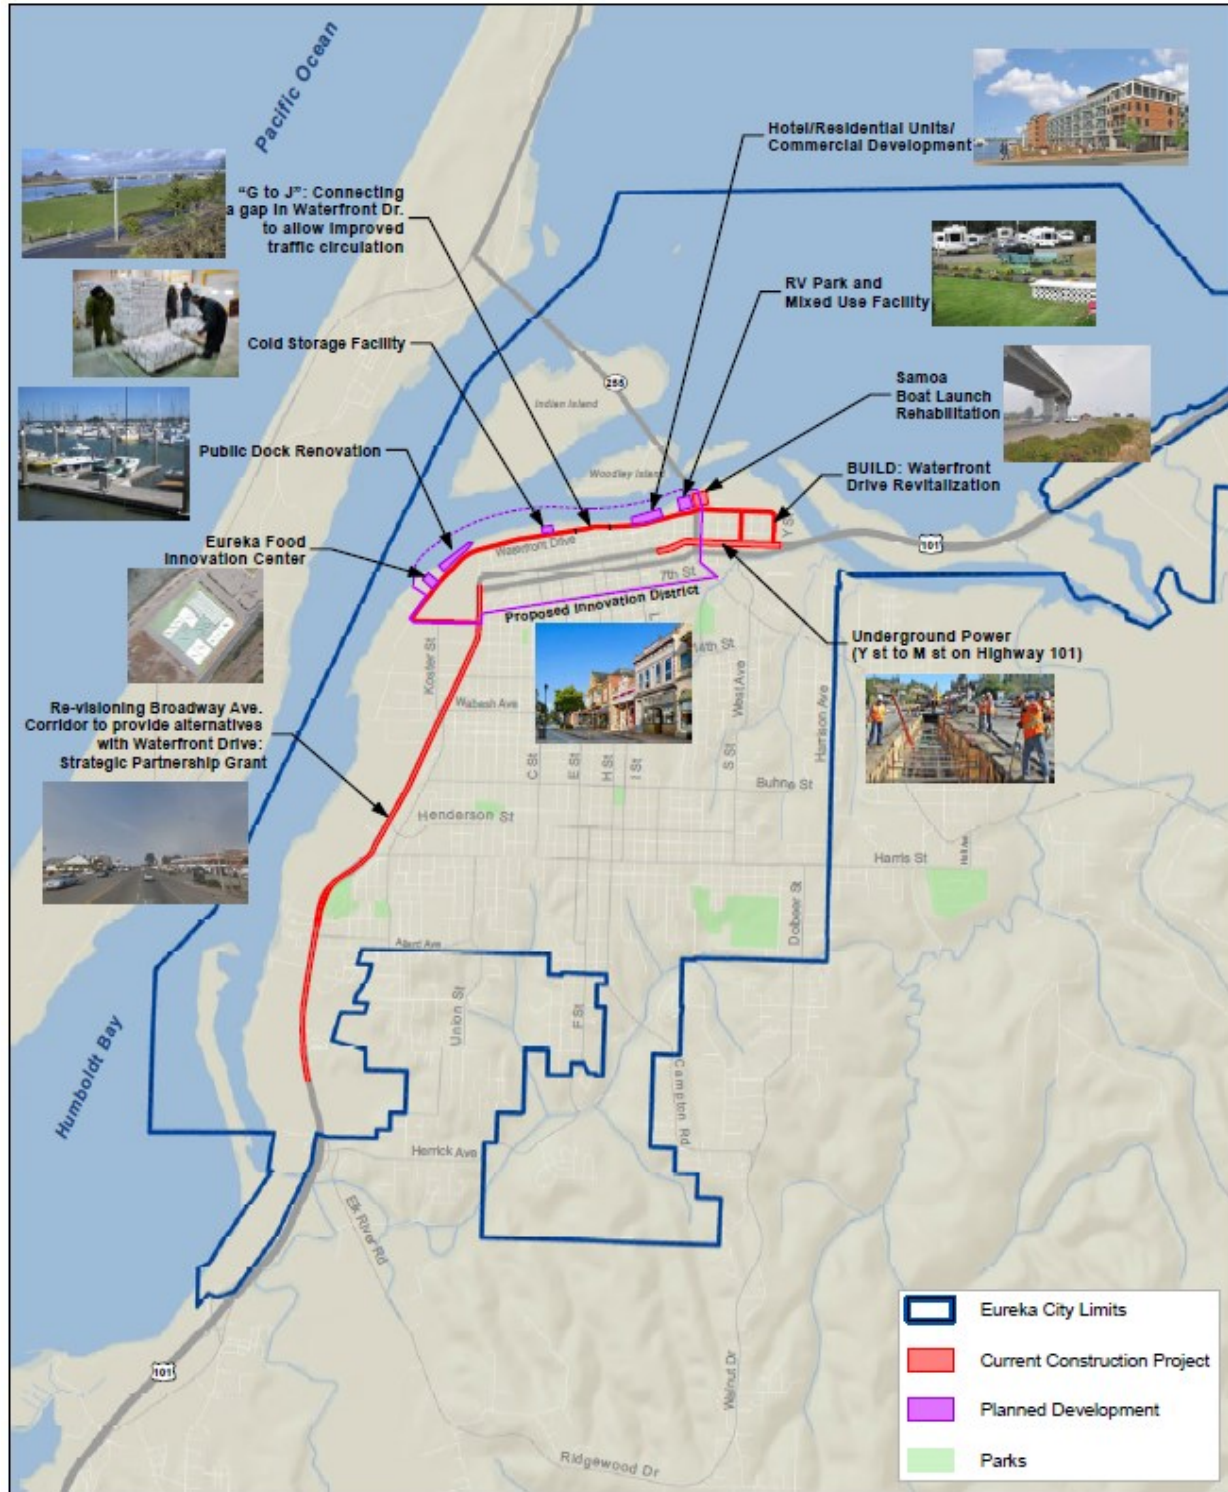 Pacific Ocean
Hotel/Residential Units/
Commercial Development
"G to J": Connecting
a gap in Waterfront Dr.
to allow improved
traffic circulation
RV Park and
Mixed Use Facility
Cold Storage Facility
255
Indian Island
Samoa
Boat Launch
Rehabilitation
Public Dock Renovation
Woodley Island
BUILD: Waterfront
Drive Revitalization
Eureka Food
Innovation Center
Waterfront Drive
Y St
101
7th St
Proposed Innovation District
L
14th St
Underground Power
(Y st to M st on Highway 101)
Koster St
West Ave
Harrison Ave
Re-visioning Broadway Ave.
Corridor to provide alternatives
with Waterfront Drive:
Strategic Partnership Grant
Wabash Ave
C St
E St
H St
I St
S St
Buhne St
Henderson St
Harris St
Hall Ave
Dolbeer St
Allard Ave
Union St
F St
Humboldt Bay
Campton Rd
Herrick Ave
Elk River Rd
101
Walnut Dr
Ridgewood Dr
Eureka City Limits
Current Construction Project
Planned Development
Parks